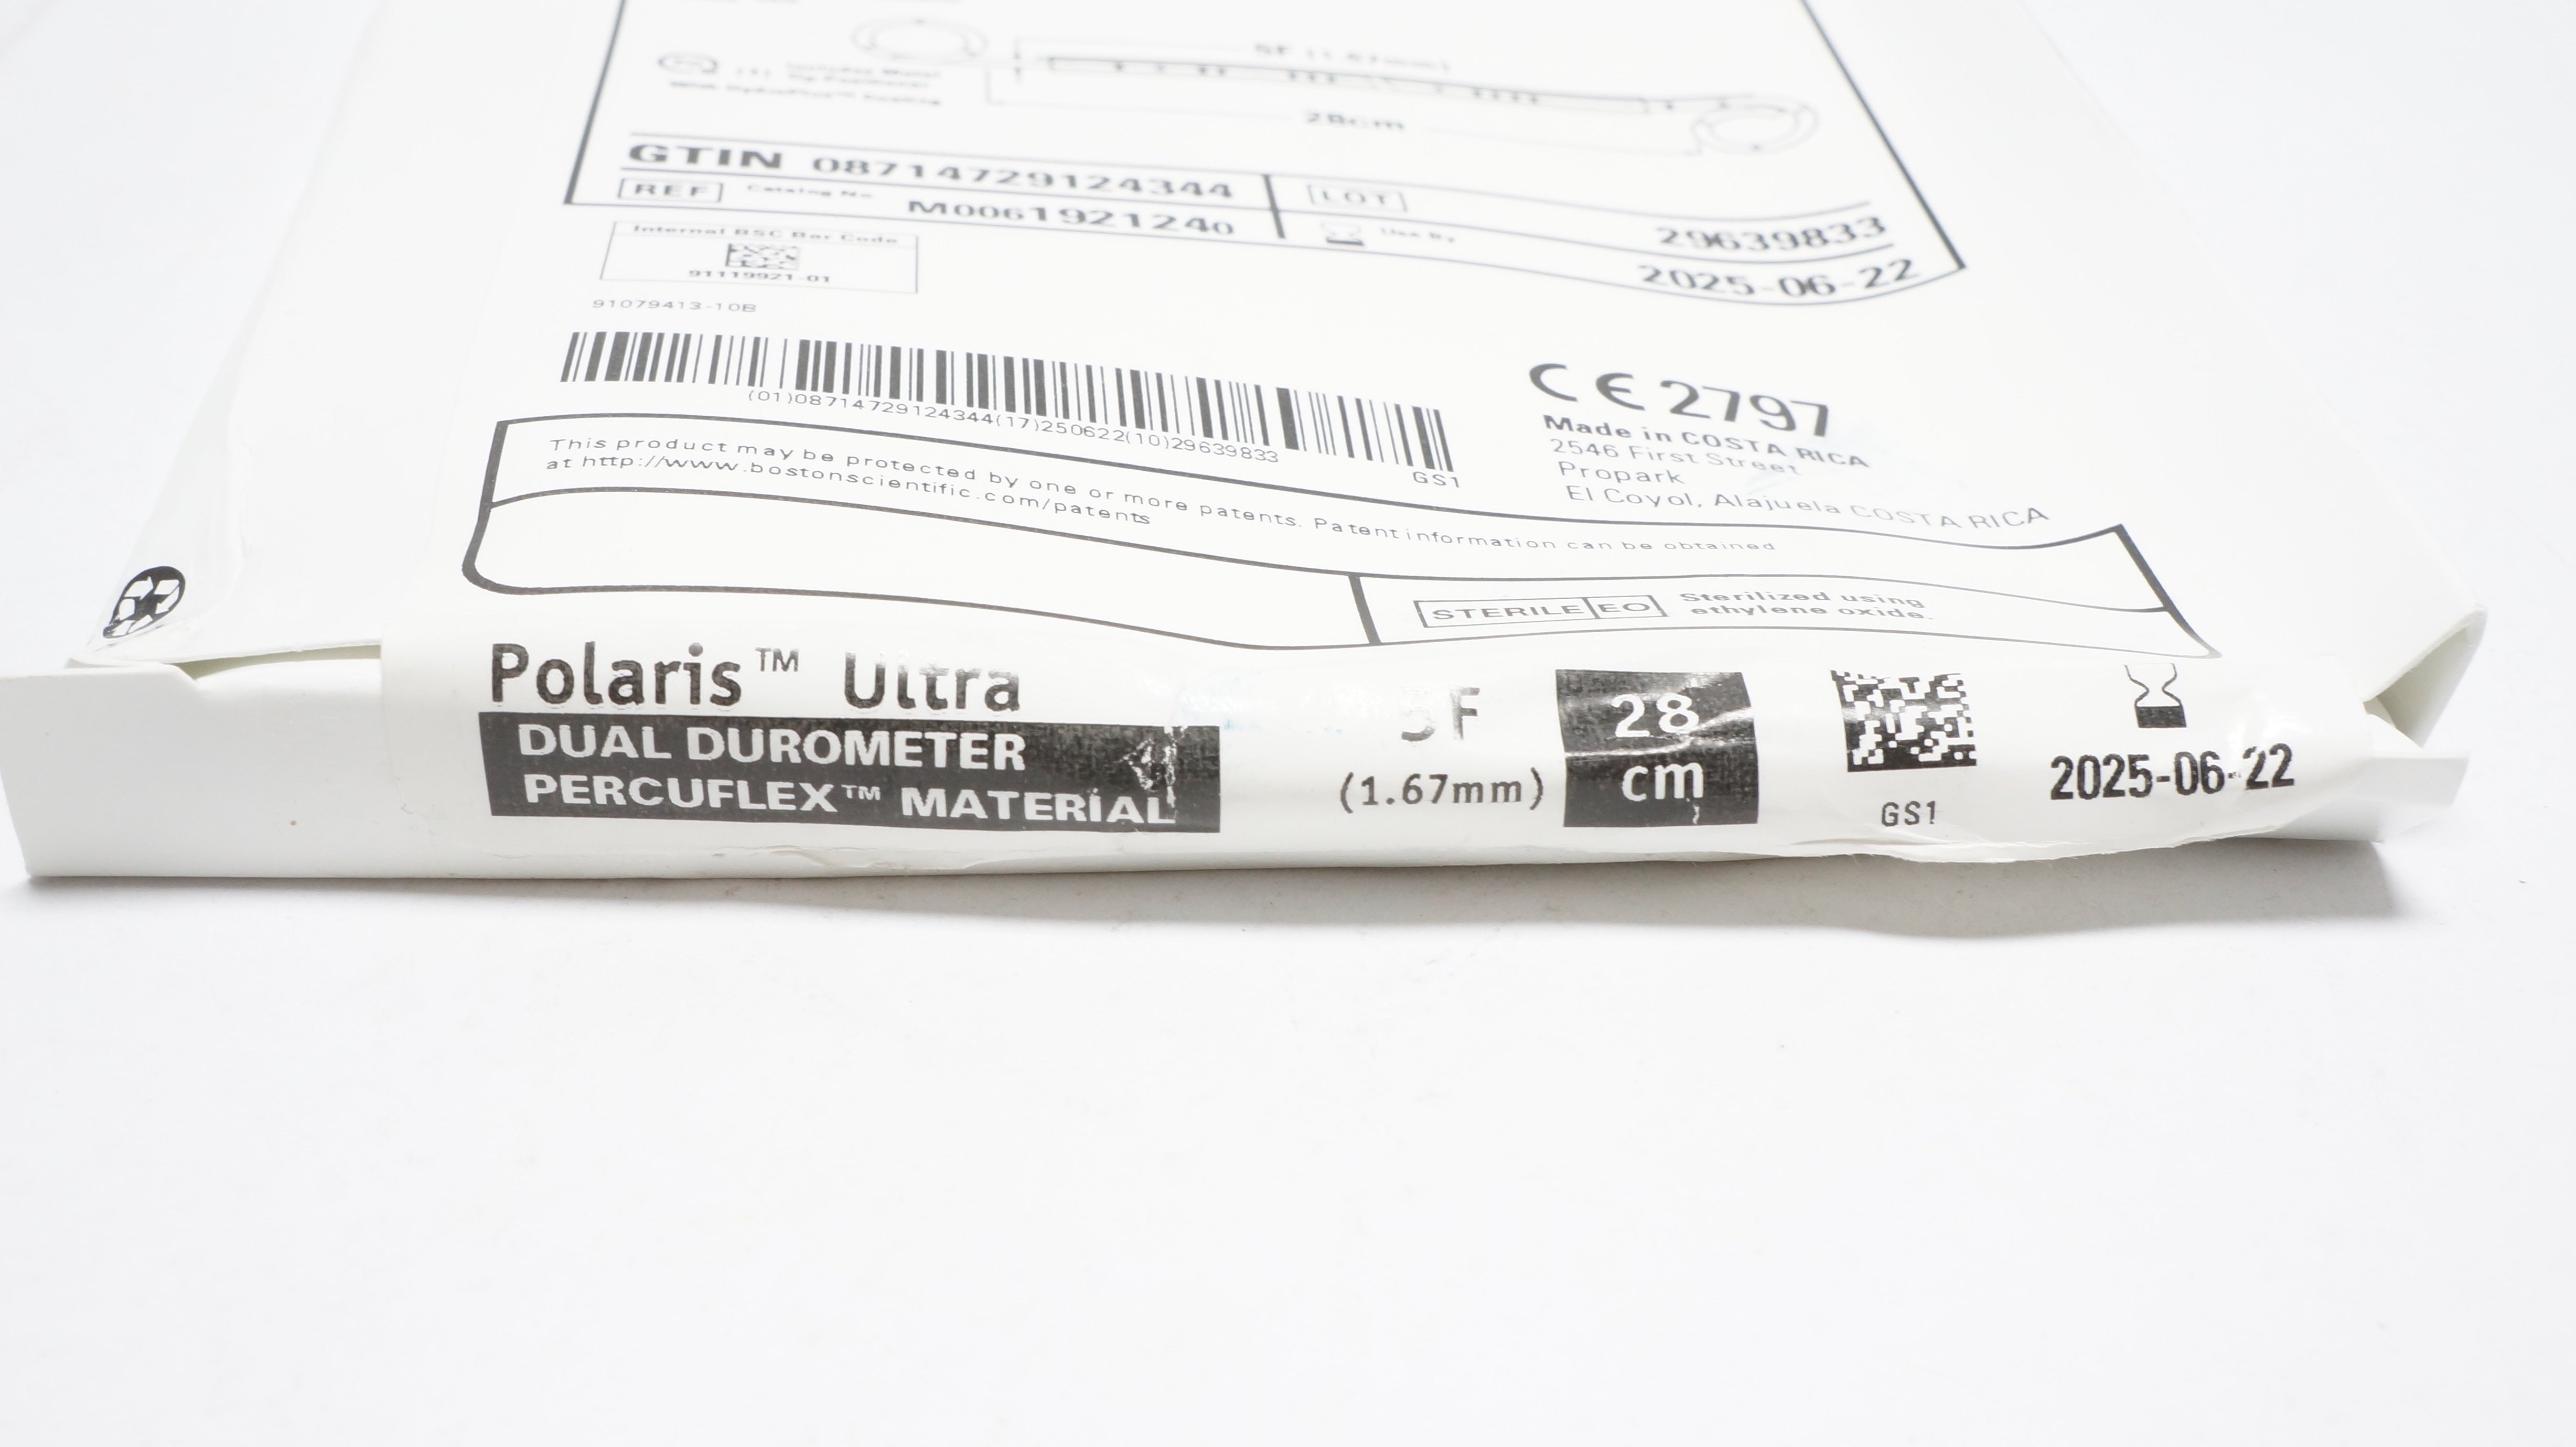 5F (1.67mm)
With HydroPlus™ Coating
28cm
GTIN 08714729124344
LOT
29639833
REF Catalog No. M0061921240
Use By
2025-06-22
Internal BSC Bar Code
91119921-01
91079413-10B
(01)08714729124344(17)250622(10)29639833
GS1
CE 2797
Made in COSTA RICA
2546 First Street
Propark
El Coyol, Alajuela COSTA RICA
This product may be protected by one or more patents. Patent information can be obtained
at http://www.bostonscientific.com/patents
STERILE EO
Sterilized using
ethylene oxide.
Polaris™ Ultra
DUAL DUROMETER
PERCUFLEX™ MATERIAL
5F
(1.67mm)
28
cm
GS1
2025-06-22